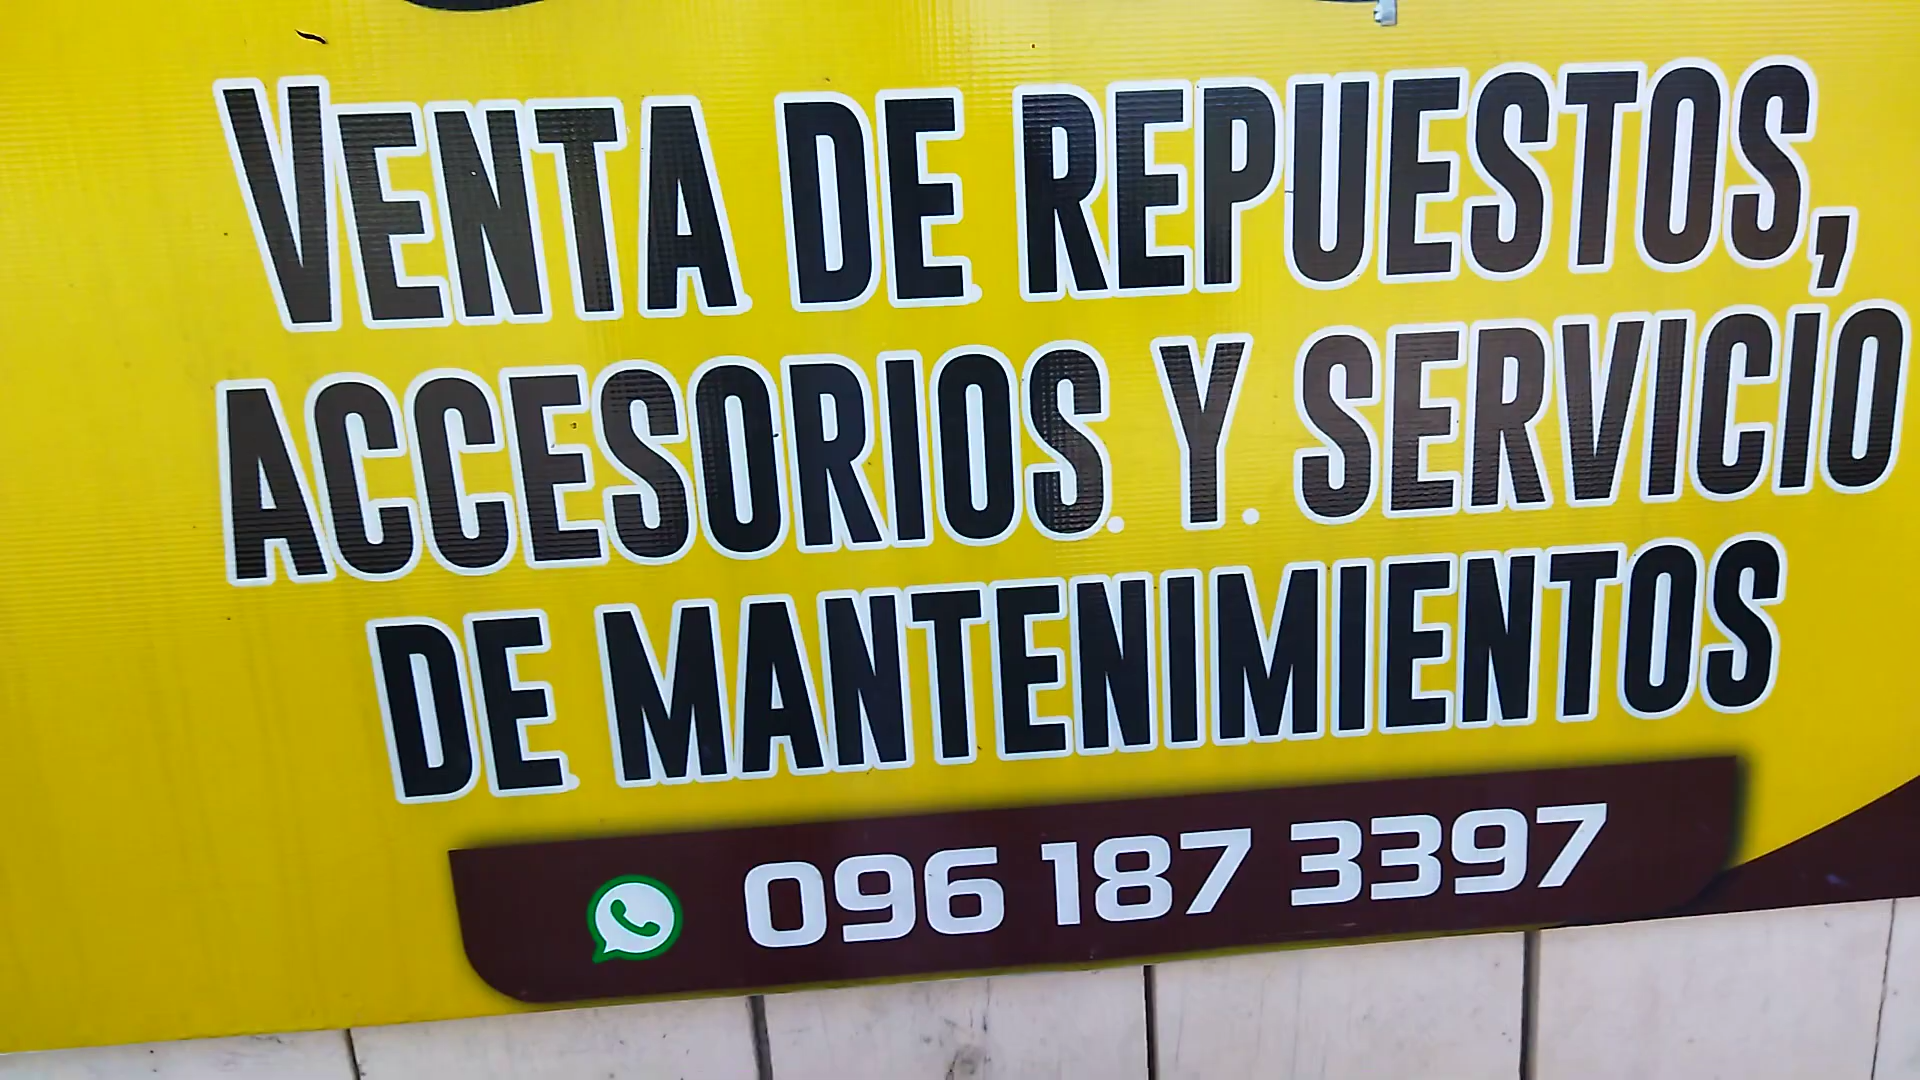 VENTA DE REPUESTOS,
ACCESORIOS Y SERVICIO
DE MANTENIMIENTOS
096 187 3397